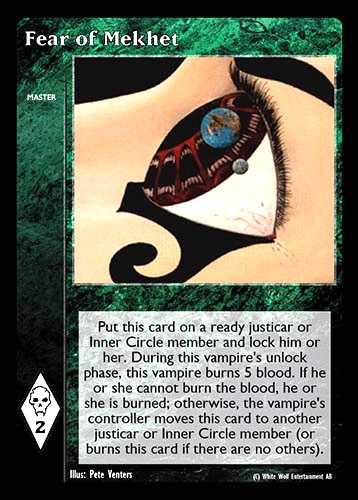 Fear of Mekhet
MASTER
Put this card on a ready justicar or
Inner Circle member and lock him or
her. During this vampire's unlock
phase, this vampire burns 5 blood. If he
or she cannot burn the blood, he or
she is burned; otherwise, the vampire's
controller moves this card to another
justicar or Inner Circle member (or
burns this card if there are no others).
2
Illus: Pete Venters
(C) White Wolf Entertainment AB